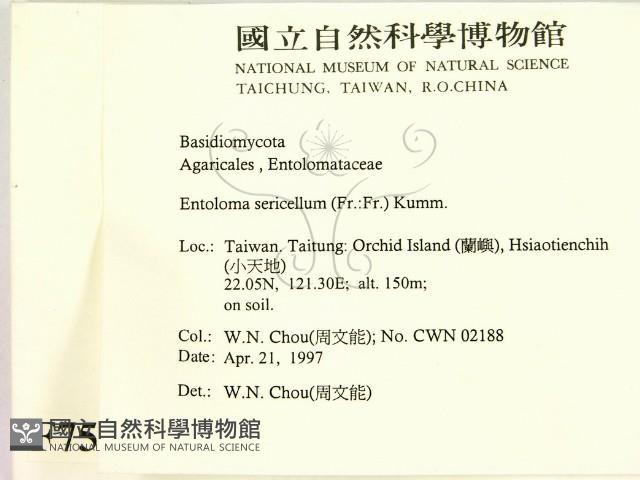 國立自然科學博物館
NATIONAL MUSEUM OF NATURAL SCIENCE
TAICHUNG, TAIWAN, R.O.CHINA
Basidiomycota
Agaricales , Entolomataceae
Entoloma sericellum (Fr.:Fr.) Kumm.
Loc.: Taiwan. Taitung: Orchid Island (蘭嶼), Hsiaotienchih
(小天地)
22.05N, 121.30E; alt. 150m;
on soil.
Col.: W.N. Chou(周文能); No. CWN 02188
Date: Apr. 21, 1997
Det.: W.N. Chou(周文能)
國立自然科學博物館
NATIONAL MUSEUM OF NATURAL SCIENCE